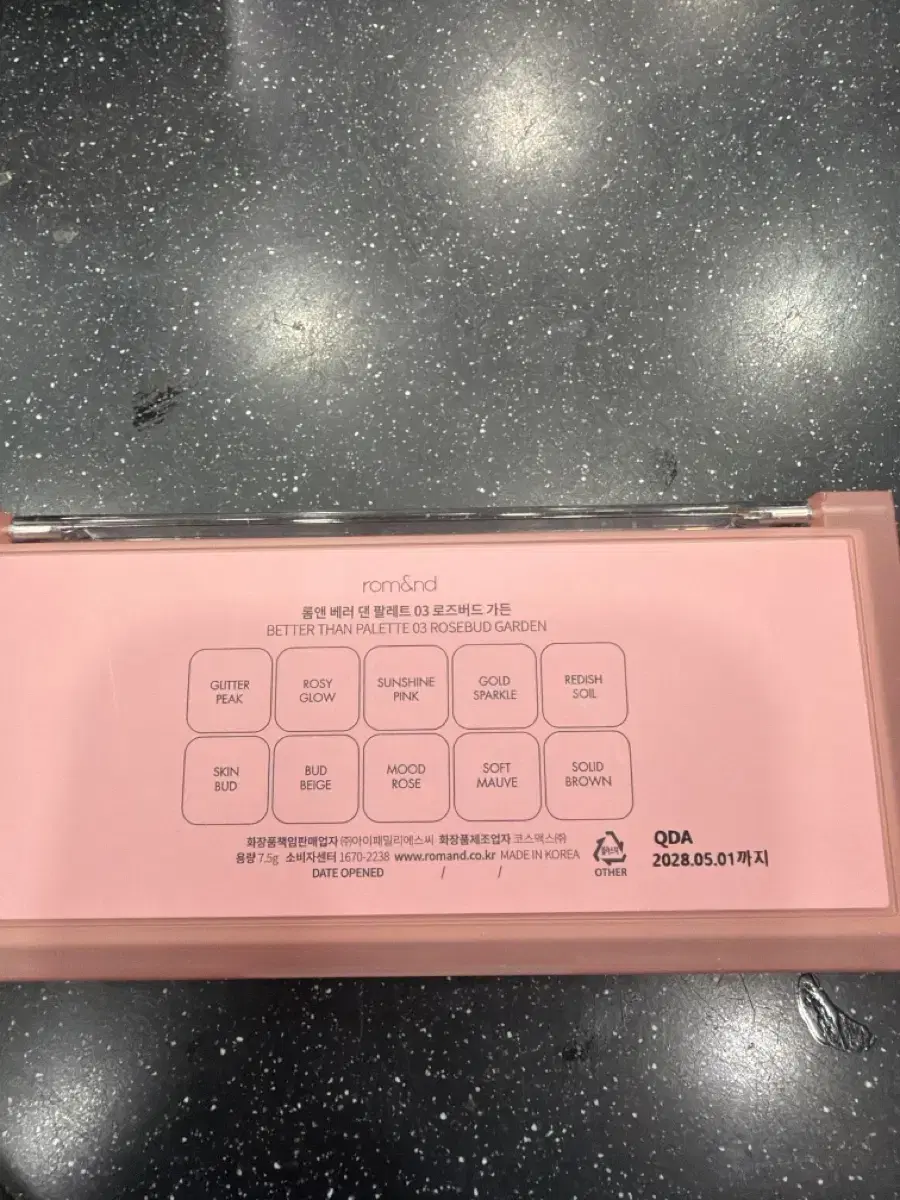 rom&nd
롬앤 베러 댄 팔레트 03 로즈버드 가든
BETTER THAN PALETTE 03 ROSEBUD GARDEN
GLITTER PEAK
ROSY GLOW
SUNSHINE PINK
GOLD SPARKLE
REDISH SOIL
SKIN BUD
BUD BEIGE
MOOD ROSE
SOFT MAUVE
SOLID BROWN
화장품책임판매업자 ㈜아이패밀리에스씨 화장품제조업자 코스맥스㈜
용량 7.5g 소비자센터 1670-2238 www.romand.co.kr MADE IN KOREA
DATE OPENED / /
OTHER
QDA
2028.05.01까지